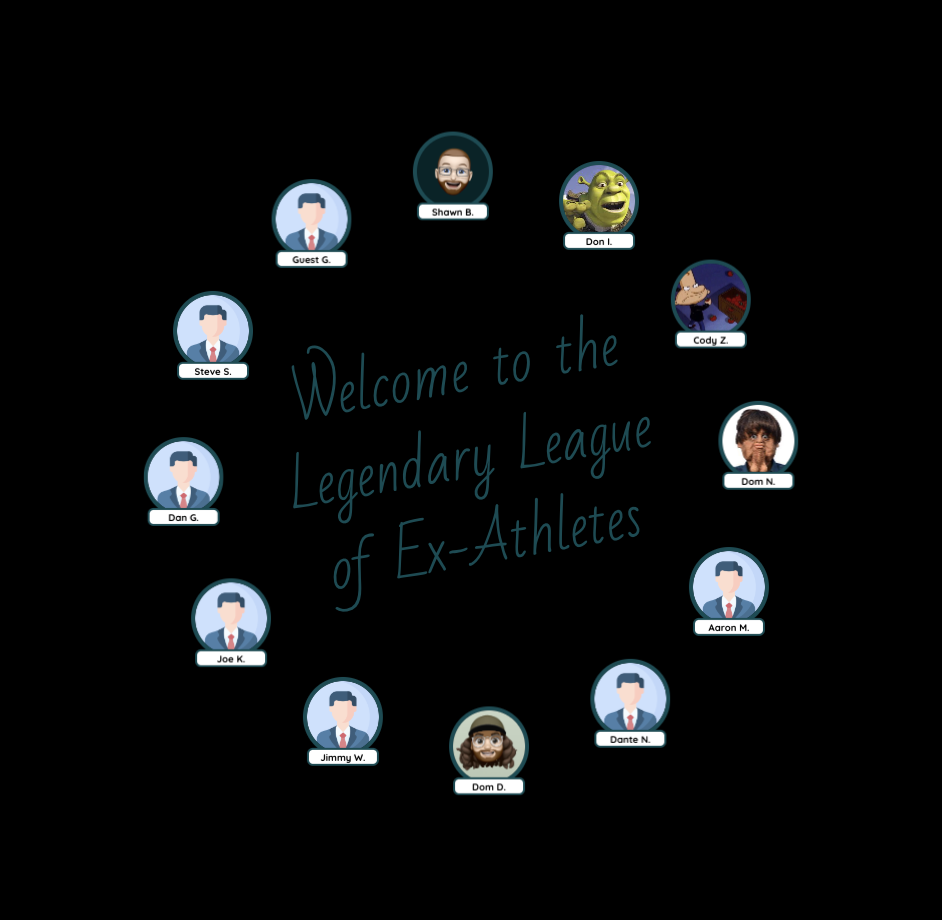 Shawn B.
Don I.
Guest G.
Cody Z.
Steve S.
Welcome to the
Legendary League
of Ex-Athletes
Dom N.
Dan G.
Aaron M.
Joe K.
Dante N.
Jimmy W.
Dom D.